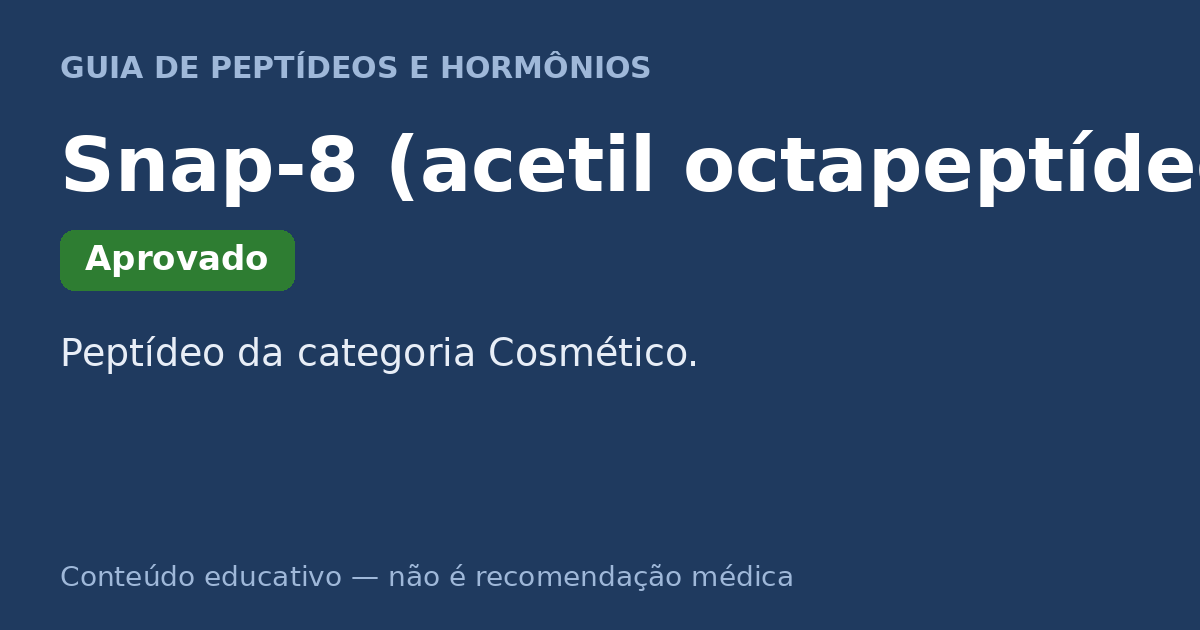 GUIA DE PEPTÍDEOS E HORMÔNIOS
Snap-8 (acetil octapeptíde
Aprovado
Peptídeo da categoria Cosmético.
Conteúdo educativo — não é recomendação médica